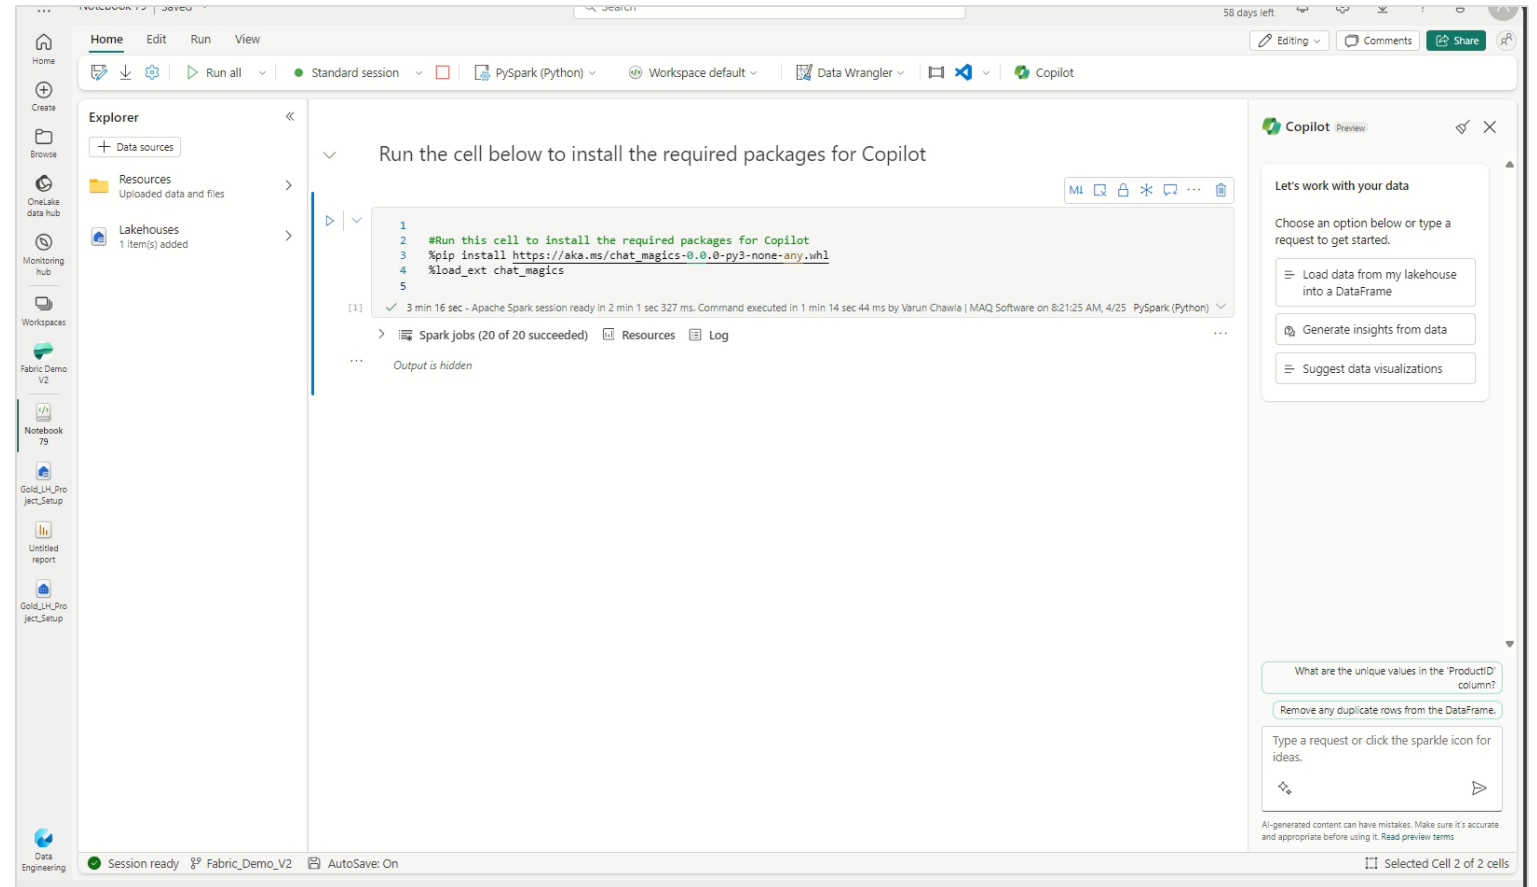 Notebook 79 | Saved
Search
58 days left
Home
Edit
Run
View
Editing
Comments
Share
Run all
Standard session
PySpark (Python)
Workspace default
Data Wrangler
Copilot
Home
Create
Browse
OneLake
data hub
Monitoring
hub
Workspaces
Fabric Demo
V2
Notebook
79
Gold_LH_Pro
ject_Setup
Untitled
report
Gold_LH_Pro
ject_Setup
Data
Engineering
Explorer
Data sources
Resources
Uploaded data and files
Lakehouses
1 item(s) added
Run the cell below to install the required packages for Copilot
M↓
1
2 #Run this cell to install the required packages for Copilot
3 %pip install https://aka.ms/chat_magics-0.0.0-py3-none-any.whl
4 %load_ext chat_magics
5
[1] 3 min 16 sec - Apache Spark session ready in 2 min 1 sec 327 ms. Command executed in 1 min 14 sec 44 ms by Varun Chawla | MAQ Software on 8:21:25 AM, 4/25 PySpark (Python)
Spark jobs (20 of 20 succeeded) Resources Log
Output is hidden
Copilot Preview
Let's work with your data
Choose an option below or type a
request to get started.
Load data from my lakehouse
into a DataFrame
Generate insights from data
Suggest data visualizations
What are the unique values in the 'ProductID'
column?
Remove any duplicate rows from the DataFrame.
Type a request or click the sparkle icon for
ideas.
AI-generated content can have mistakes. Make sure it's accurate
and appropriate before using it. Read preview terms
Session ready Fabric_Demo_V2 AutoSave: On
Selected Cell 2 of 2 cells